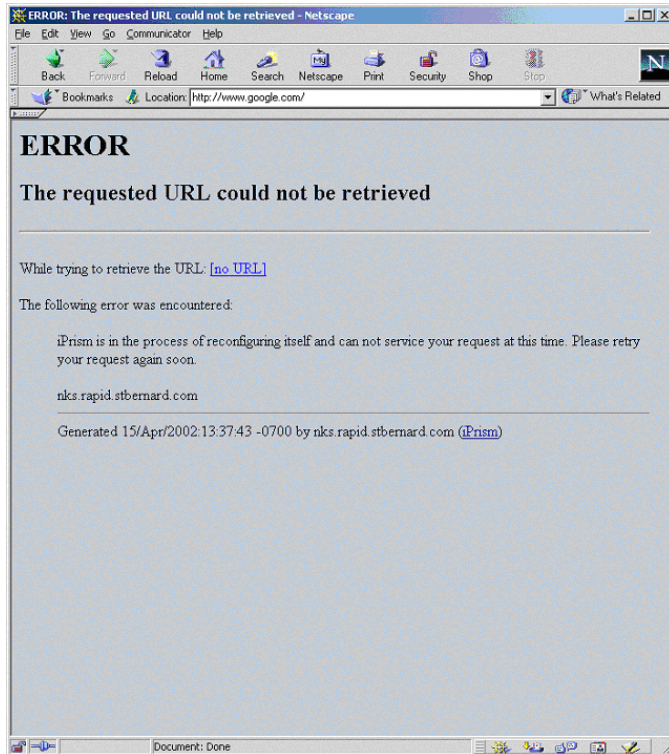 ERROR: The requested URL could not be retrieved - Netscape
File Edit View Go Communicator Help
Back Forward Reload Home Search Netscape Print Security Shop Stop
My
N
Bookmarks Location: http://www.google.com/ What's Related
ERROR
The requested URL could not be retrieved
While trying to retrieve the URL: [no URL]
The following error was encountered:
iPrism is in the process of reconfiguring itself and can not service your request at this time. Please retry
your request again soon.
nks.rapid.stbernard.com
Generated 15/Apr/2002:13:37:43 -0700 by nks.rapid.stbernard.com (iPrism)
Document: Done